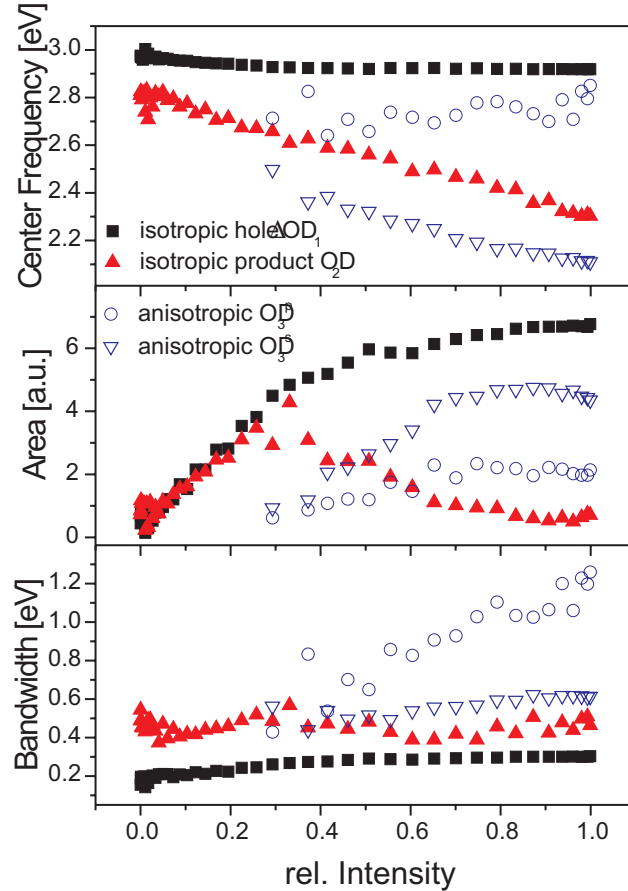 Center Frequency [eV]
3.0
2.8
2.6
2.4
2.2
isotropic hole ΔOD1
isotropic product OD2
Area [a.u.]
6
4
2
0
anisotropic OD3p
anisotropic OD3s
Bandwidth [eV]
1.2
1.0
0.8
0.6
0.4
0.2
0.0 0.2 0.4 0.6 0.8 1.0
rel. Intensity